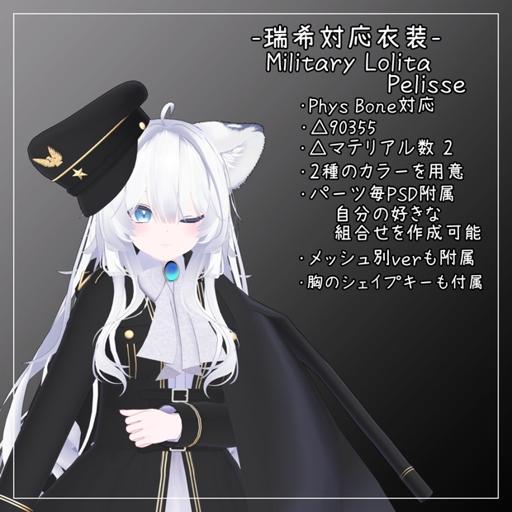 -瑞希対応衣装-
Military Lolita
Pelisse
・Phys Bone対応
・△90355
・△マテリアル数 2
・2種のカラーを用意
・パーツ毎PSD附属
自分の好きな
組合せを作成可能
・メッシュ別verも附属
・胸のシェイプキーも付属